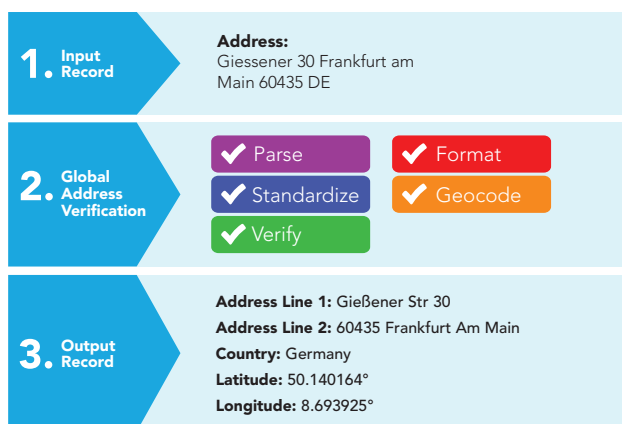 1. Input Record
Address:
Giessener 30 Frankfurt am
Main 60435 DE
2. Global Address Verification
Parse
Format
Standardize
Geocode
Verify
3. Output Record
Address Line 1: Gießener Str 30
Address Line 2: 60435 Frankfurt Am Main
Country: Germany
Latitude: 50.140164°
Longitude: 8.693925°